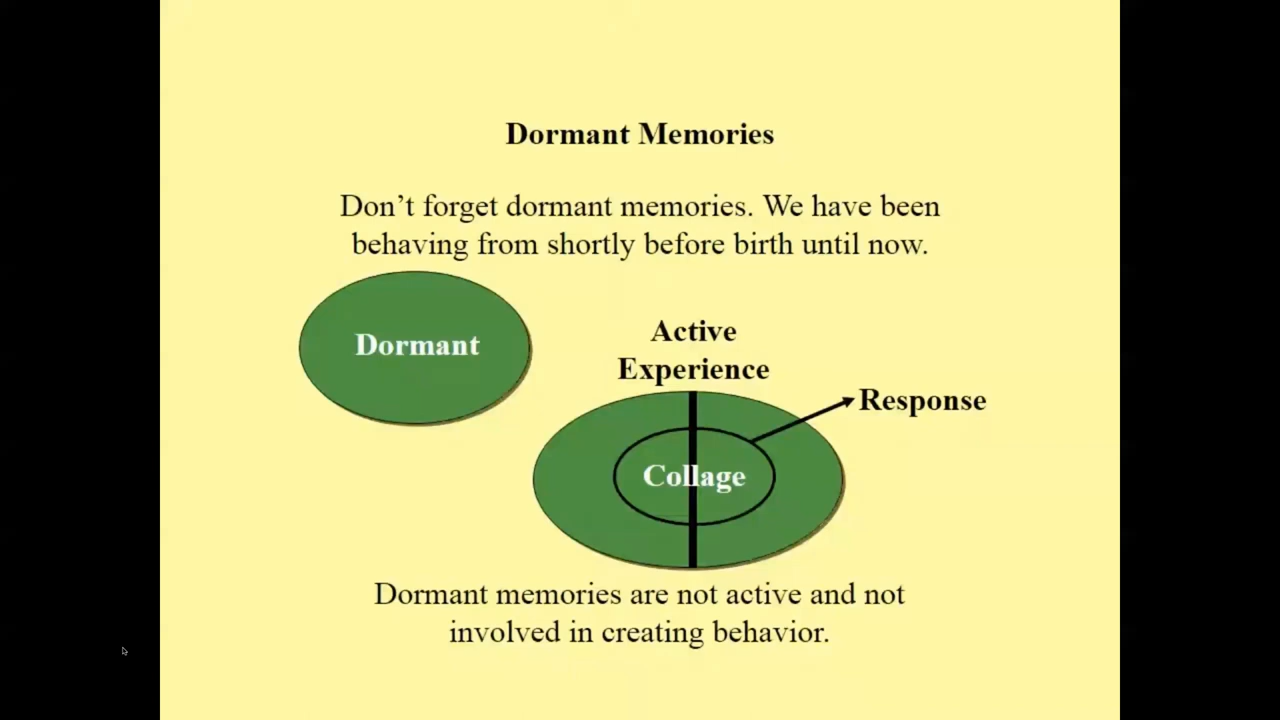 Dormant Memories
Don’t forget dormant memories. We have been
behaving from shortly before birth until now.
Dormant
Active
Experience
Response
Collage
Dormant memories are not active and not
involved in creating behavior.